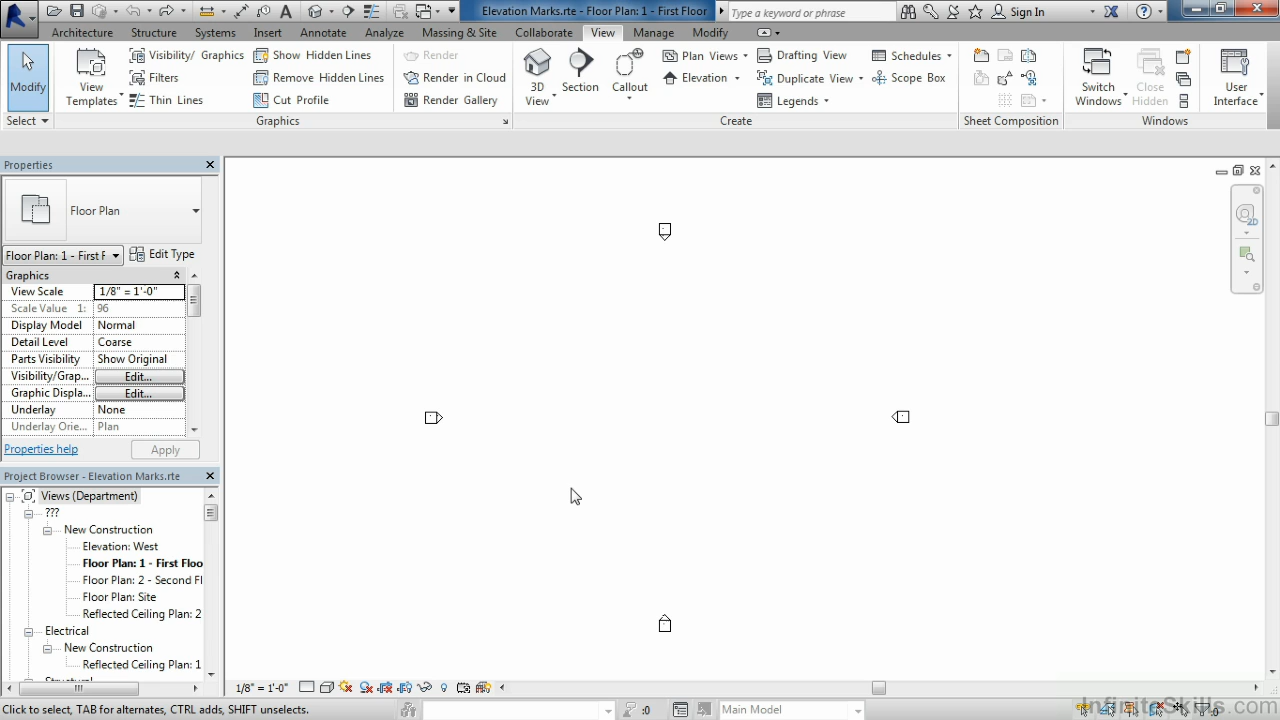 Elevation Marks.rte - Floor Plan: 1 - First Floor
Type a keyword or phrase
Sign In
Architecture Structure Systems Insert Annotate Analyze Massing & Site Collaborate View Manage Modify
Modify
Select
View Templates
Visibility/ Graphics
Filters
Thin Lines
Show Hidden Lines
Remove Hidden Lines
Cut Profile
Graphics
Render
Render in Cloud
Render Gallery
3D View
Section
Callout
Plan Views
Elevation
Drafting View
Duplicate View
Legends
Schedules
Scope Box
Create
Sheet Composition
Switch Windows
Close Hidden
User Interface
Windows
Properties
Floor Plan
Floor Plan: 1 - First F
Edit Type
Graphics
View Scale 1/8" = 1'-0"
Scale Value 1: 96
Display Model Normal
Detail Level Coarse
Parts Visibility Show Original
Visibility/Grap... Edit...
Graphic Displa... Edit...
Underlay None
Underlay Orie... Plan
Properties help
Apply
Project Browser - Elevation Marks.rte
Views (Department)
???
New Construction
Elevation: West
Floor Plan: 1 - First Floo
Floor Plan: 2 - Second Fl
Floor Plan: Site
Reflected Ceiling Plan: 2
Electrical
New Construction
Reflected Ceiling Plan: 1
Structural
2D
1/8" = 1'-0"
Click to select, TAB for alternates, CTRL adds, SHIFT unselects.
:0
Main Model
InfiniteSkills.com